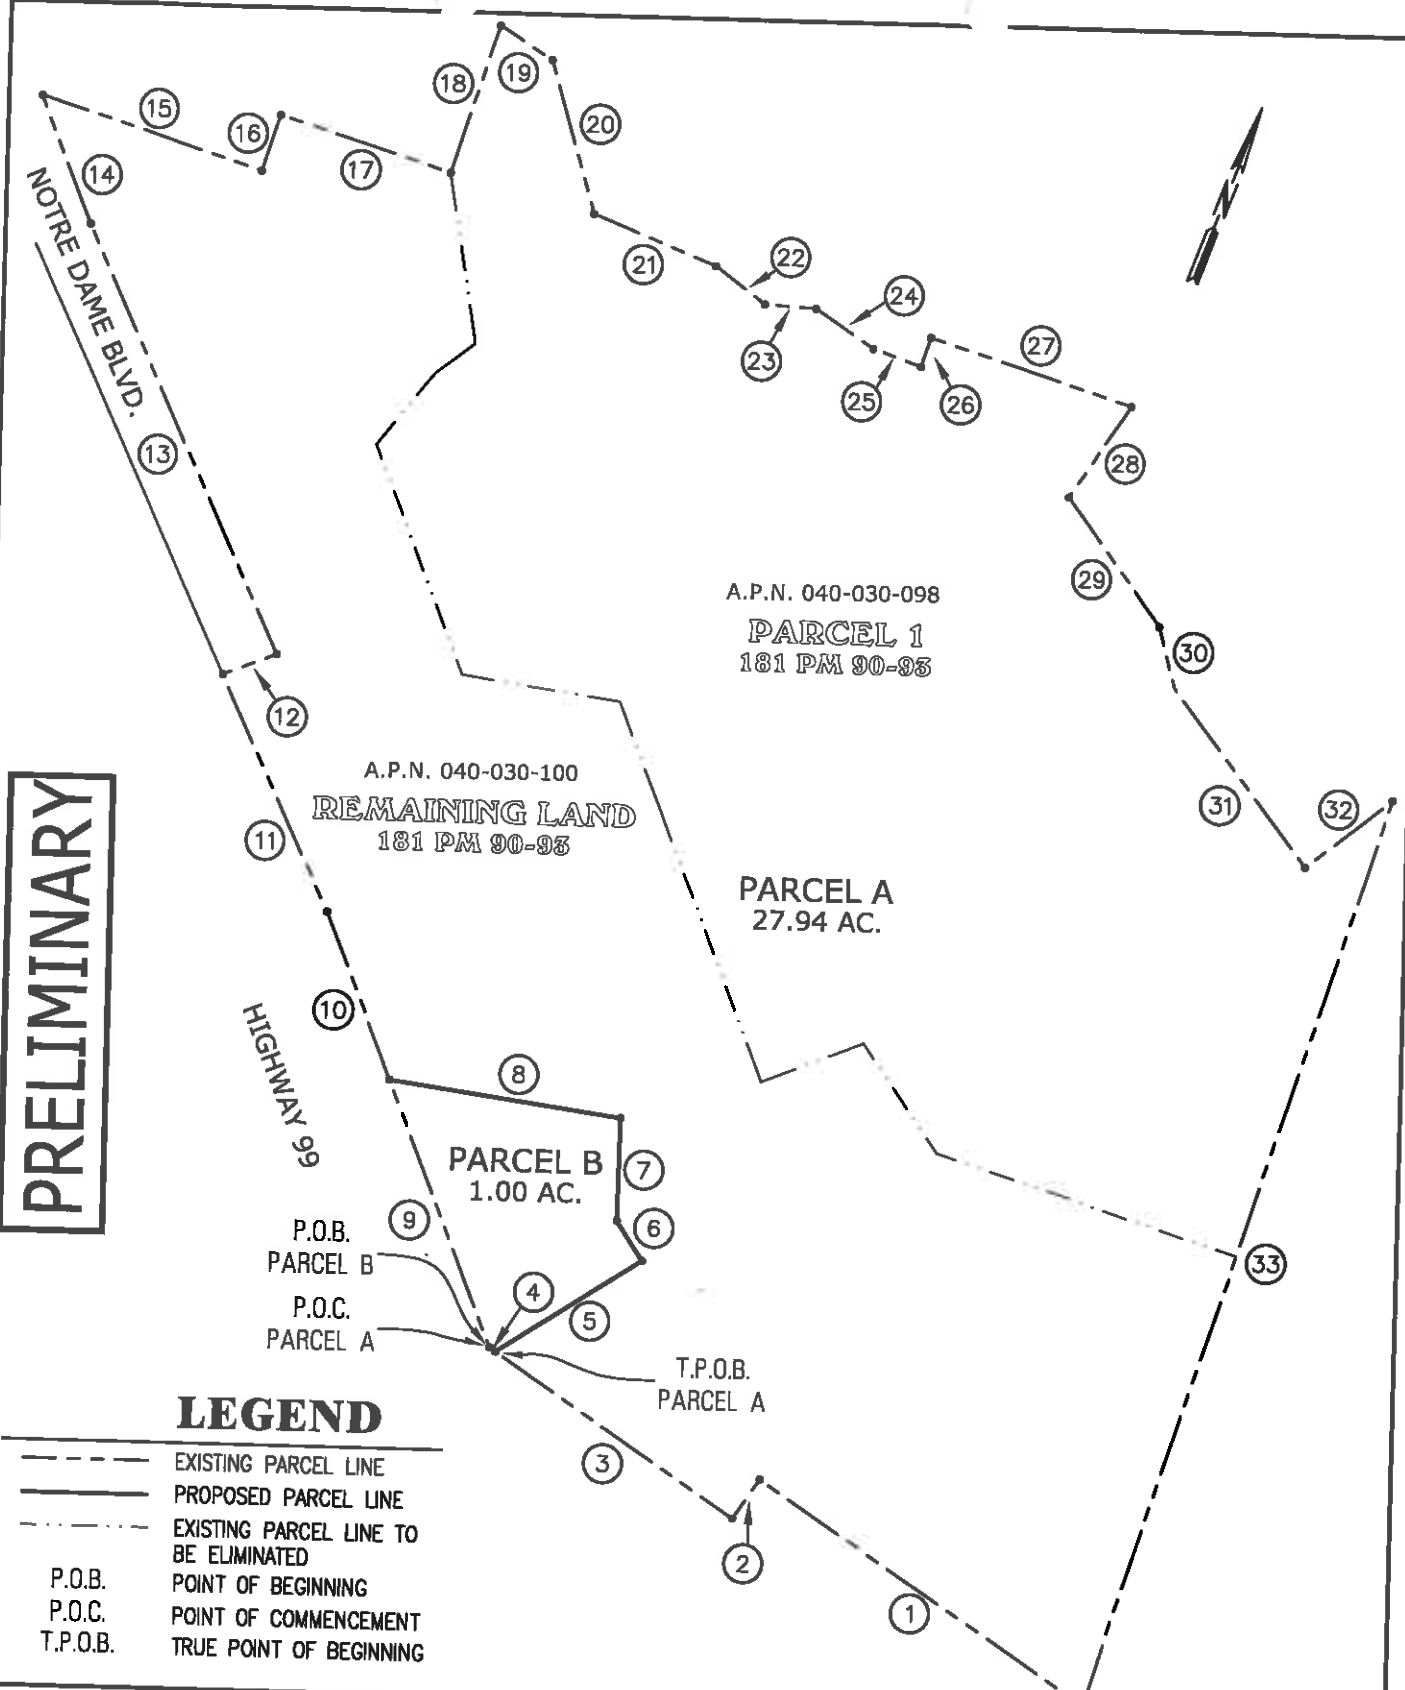 18
19
15
16
20
17
14
NOTRE DAME BLVD.
21
22
24
23
27
25
26
13
28
29
A.P.N. 040-030-098
PARCEL 1
181 PM 90-93
30
12
A.P.N. 040-030-100
REMAINING LAND
181 PM 90-93
11
31
32
PRELIMINARY
PARCEL A
27.94 AC.
10
HIGHWAY 99
8
PARCEL B
1.00 AC.
7
9
6
P.O.B.
PARCEL B
33
4
P.O.C.
PARCEL A
5
T.P.O.B.
PARCEL A
3
2
1
LEGEND
EXISTING PARCEL LINE
PROPOSED PARCEL LINE
EXISTING PARCEL LINE TO
BE ELIMINATED
P.O.B. POINT OF BEGINNING
P.O.C. POINT OF COMMENCEMENT
T.P.O.B. TRUE POINT OF BEGINNING
N